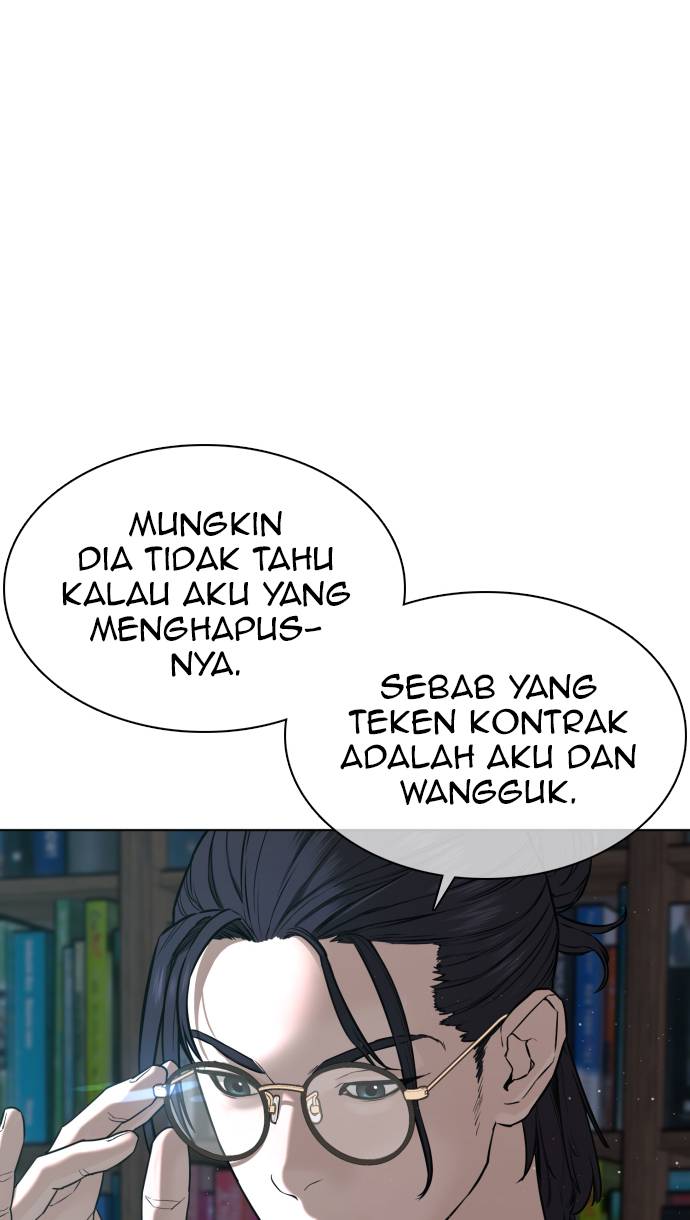 MUNGKIN
DIA TIDAK TAHU
KALAU AKU YANG
MENGHAPUS-
NYA.
SEBAB YANG
TEKEN KONTRAK
ADALAH AKU DAN
WANGGUK.